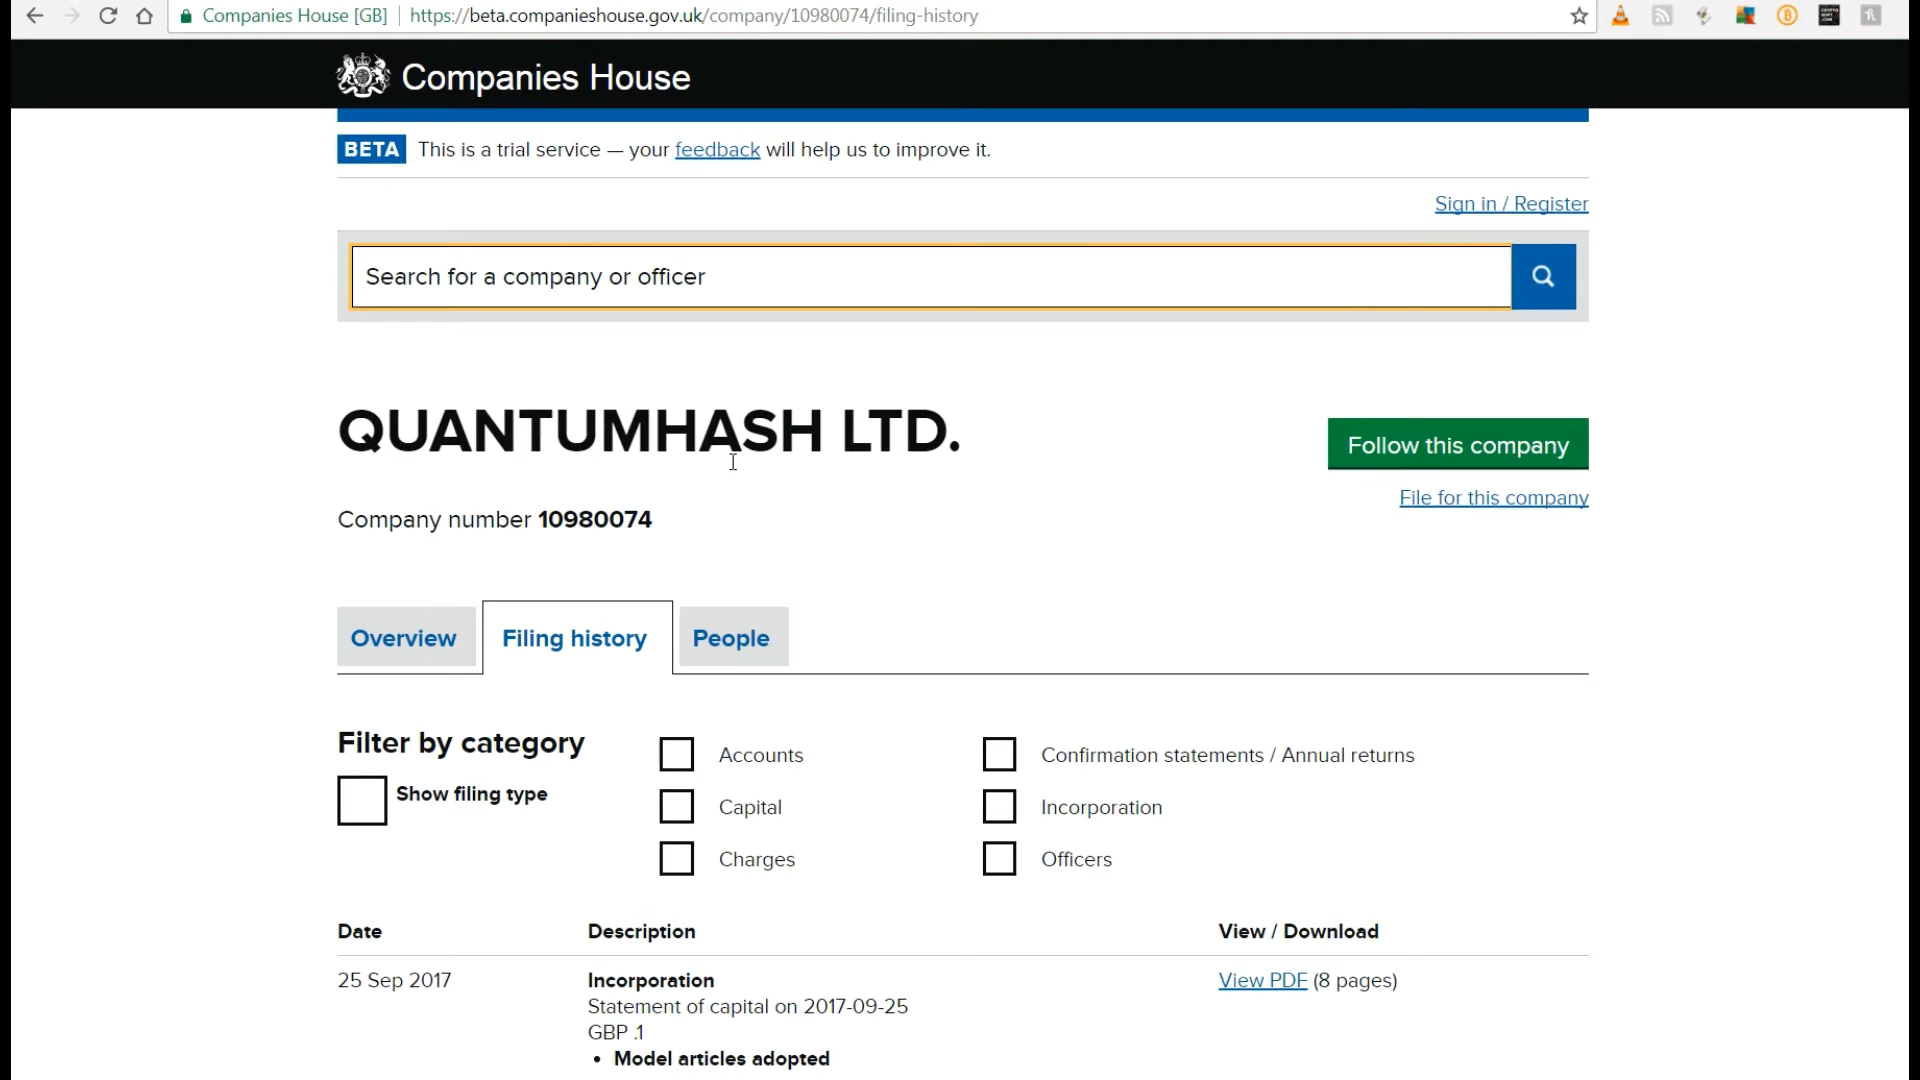 Companies House [GB] | https://beta.companieshouse.gov.uk/company/10980074/filing-history
Companies House
BETA This is a trial service — your feedback will help us to improve it.
Sign in / Register
Search for a company or officer
QUANTUMHASH LTD.
Follow this company
File for this company
Company number 10980074
Overview Filing history People
Filter by category
Show filing type
Accounts Confirmation statements / Annual returns
Capital Incorporation
Charges Officers
Date Description View / Download
25 Sep 2017 Incorporation View PDF (8 pages)
Statement of capital on 2017-09-25
GBP .1
• Model articles adopted